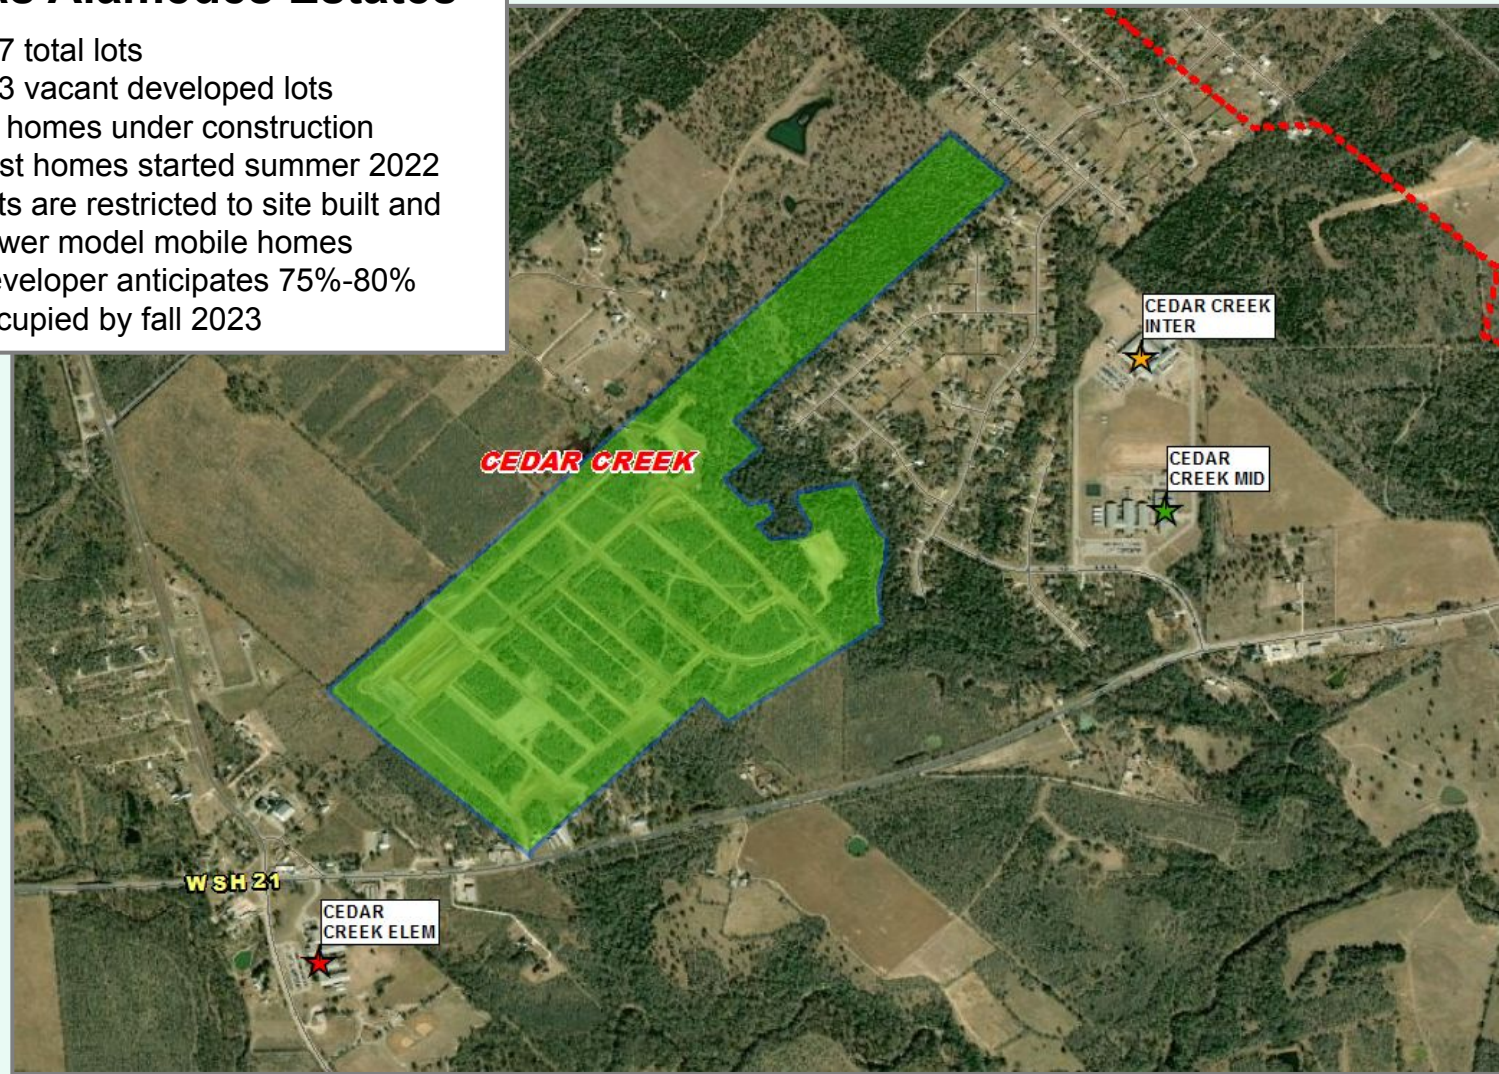 Alamedos Estates
7 total lots
3 vacant developed lots
homes under construction
st homes started summer 2022
ts are restricted to site built and
wer model mobile homes
eveloper anticipates 75%-80%
cupied by fall 2023
CEDAR CREEK
INTER
CEDAR CREEK
CEDAR
CREEK MID
W SH 21
CEDAR
CREEK ELEM